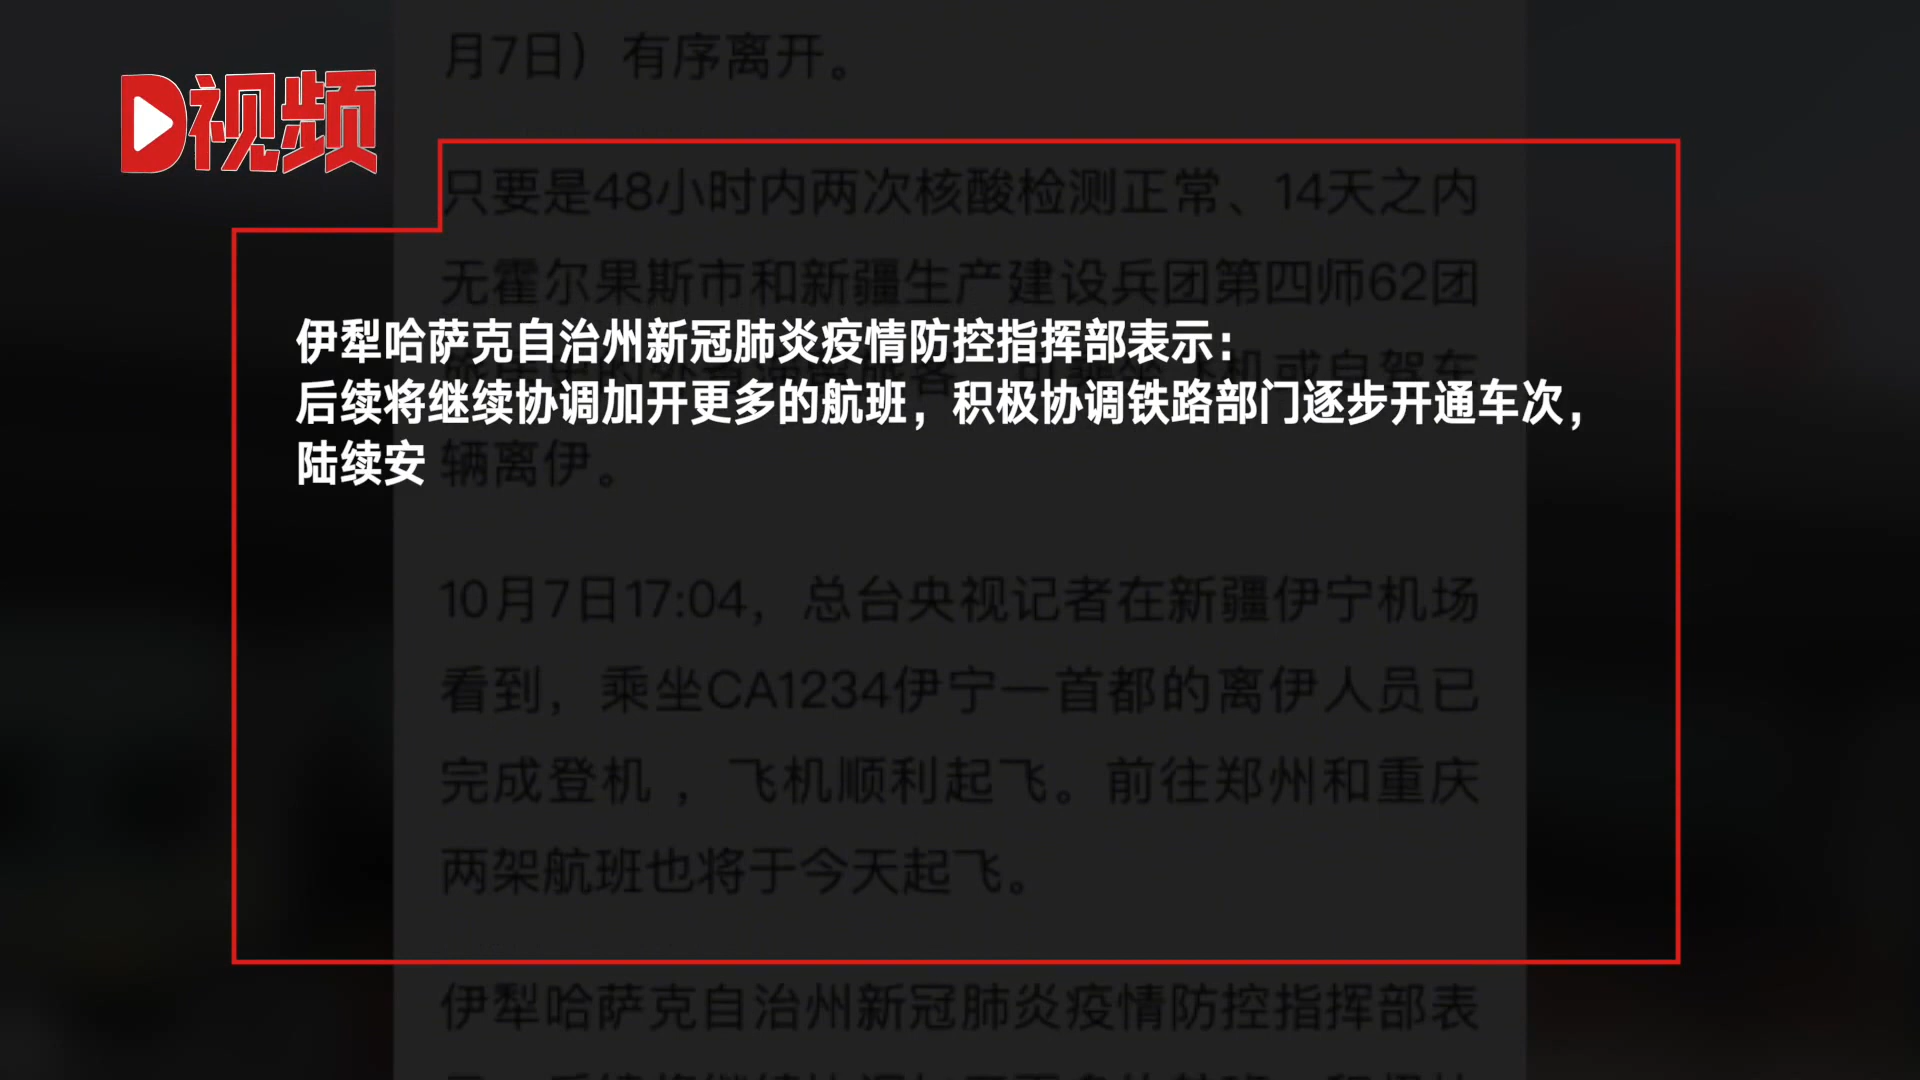 月7日）有序离开。
D视频
只要是48小时内两次核酸检测正常、14天之内
无霍尔果斯市和新疆生产建设兵团第四师62团
伊犁哈萨克自治州新冠肺炎疫情防控指挥部表示：
机或自驾车
后续将继续协调加开更多的航班，积极协调铁路部门逐步开通车次，
陆续安
辆离伊。
10月7日17:04，总台央视记者在新疆伊宁机场
看到，乘坐CA1234伊宁一首都的离伊人员已
完成登机，飞机顺利起飞。前往郑州和重庆
两架航班也将于今天起飞。
伊犁哈萨克自治州新冠肺炎疫情防控指挥部表